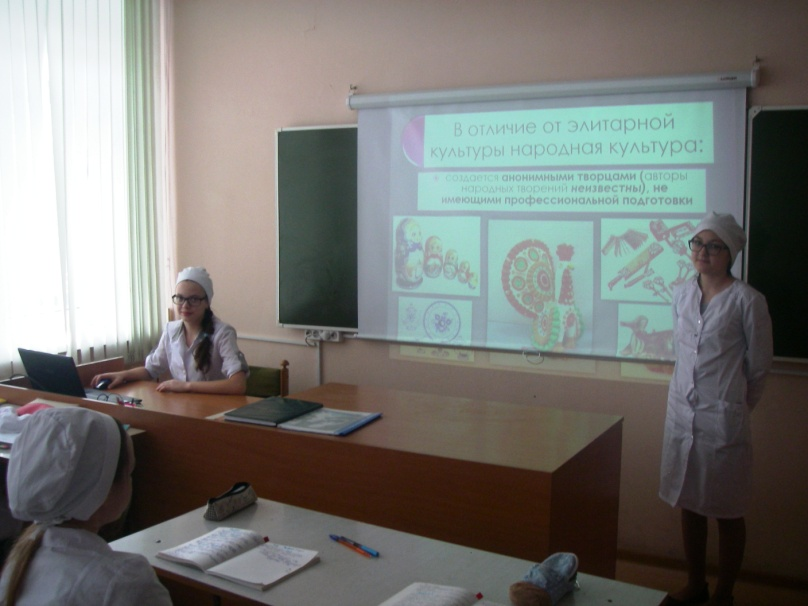 В отличие от элитарной
культуры народная культура:
создается анонимными творцами (авторы
народных творений неизвестны), не
имеющими профессиональной подготовки